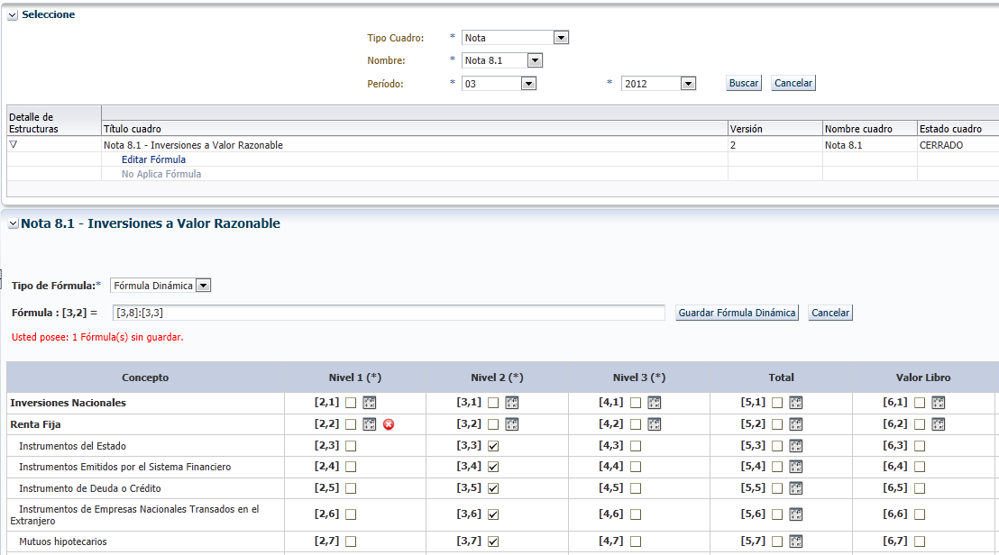 Seleccione
Tipo Cuadro: * Nota
Nombre: * Nota 8.1
Período: * 03 * 2012 Buscar Cancelar
Detalle de
Estructuras Título cuadro Versión Nombre cuadro Estado cuadro
Nota 8.1 - Inversiones a Valor Razonable 2 Nota 8.1 CERRADO
Editar Fórmula
No Aplica Fórmula
Nota 8.1 - Inversiones a Valor Razonable
Tipo de Fórmula:* Fórmula Dinámica
Fórmula : [3,2] = [3,8]:[3,3] Guardar Fórmula Dinámica Cancelar
Usted posee: 1 Fórmula(s) sin guardar.
Concepto Nivel 1 (*) Nivel 2 (*) Nivel 3 (*) Total Valor Libro
Inversiones Nacionales [2,1] [3,1] [4,1] [5,1] [6,1]
Renta Fija [2,2] [3,2] [4,2] [5,2] [6,2]
Instrumentos del Estado [2,3] [3,3] [4,3] [5,3] [6,3]
Instrumentos Emitidos por el Sistema Financiero [2,4] [3,4] [4,4] [5,4] [6,4]
Instrumento de Deuda o Crédito [2,5] [3,5] [4,5] [5,5] [6,5]
Instrumentos de Empresas Nacionales Transados en el
Extranjero [2,6] [3,6] [4,6] [5,6] [6,6]
Mutuos hipotecarios [2,7] [3,7] [4,7] [5,7] [6,7]